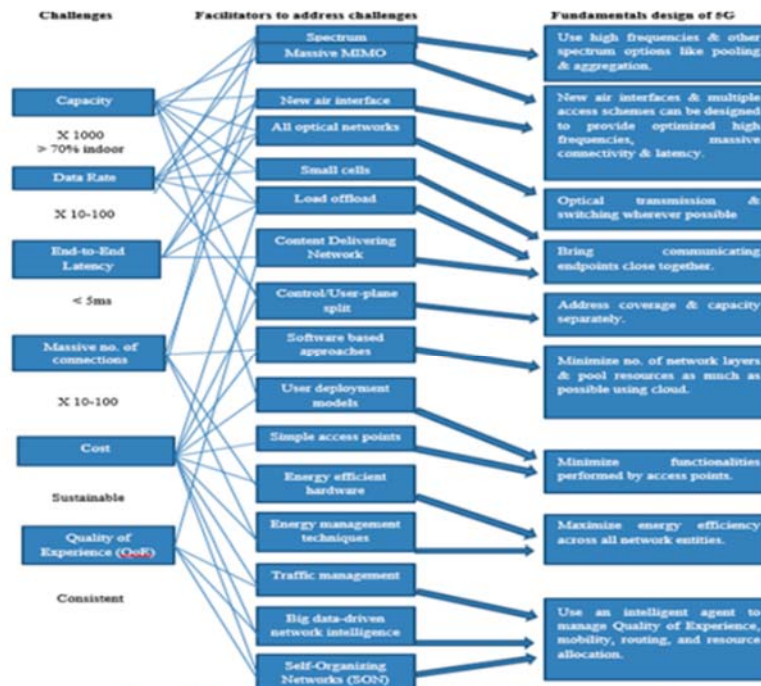 Challenges
Facilitators to address challenges
Fundamentals design of 5G
Capacity
X 1000
> 70% indoor
Data Rate
X 10-100
End-to-End
Latency
< 5ms
Massive no. of
connections
X 10-100
Cost
Sustainable
Quality of
Experience (QoE)
Consistent
Spectrum
Massive MIMO
New air interface
All optical networks
Small cells
Load offload
Content Delivering
Network
Control/User-plane
split
Software based
approaches
User deployment
models
Simple access points
Energy efficient
hardware
Energy management
techniques
Traffic management
Big data-driven
network intelligence
Self-Organizing
Networks (SON)
Use high frequencies & other
spectrum options like pooling
& aggregation.
New air interfaces & multiple
access schemes can be designed
to provide optimized high
frequencies, massive
connectivity & latency.
Optical transmission &
switching wherever possible
Bring communicating
endpoints close together.
Address coverage & capacity
separately.
Minimize no. of network layers
& pool resources as much as
possible using cloud.
Minimize functionalities
performed by access points.
Maximize energy efficiency
across all network entities.
Use an intelligent agent to
manage Quality of Experience,
mobility, routing, and resource
allocation.